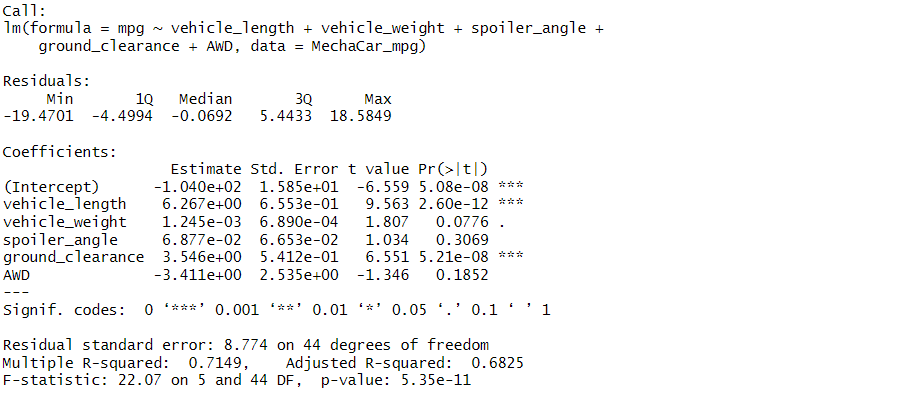 Call:
lm(formula = mpg ~ vehicle_length + vehicle_weight + spoiler_angle +
    ground_clearance + AWD, data = MechaCar_mpg)

Residuals:
     Min       1Q   Median       3Q      Max
-19.4701  -4.4994  -0.0692   5.4433  18.5849

Coefficients:
                   Estimate Std. Error t value Pr(>|t|)
(Intercept)      -1.040e+02  1.585e+01  -6.559 5.08e-08 ***
vehicle_length    6.267e+00  6.553e-01   9.563 2.60e-12 ***
vehicle_weight    1.245e-03  6.890e-04   1.807   0.0776 .
spoiler_angle     6.877e-02  6.653e-02   1.034   0.3069
ground_clearance  3.546e+00  5.412e-01   6.551 5.21e-08 ***
AWD              -3.411e+00  2.535e+00  -1.346   0.1852
---
Signif. codes:  0 ‘***’ 0.001 ‘**’ 0.01 ‘*’ 0.05 ‘.’ 0.1 ‘ ’ 1

Residual standard error: 8.774 on 44 degrees of freedom
Multiple R-squared:  0.7149,    Adjusted R-squared:  0.6825
F-statistic: 22.07 on 5 and 44 DF,  p-value: 5.35e-11